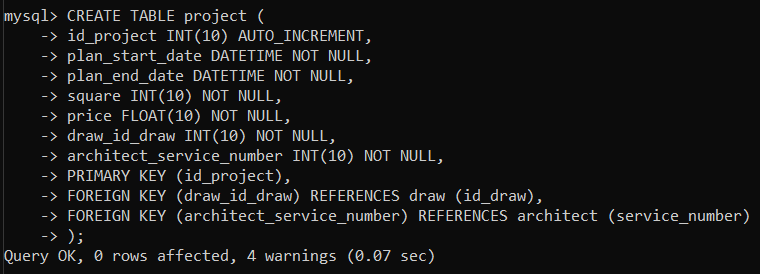 mysql> CREATE TABLE project (
    -> id_project INT(10) AUTO_INCREMENT,
    -> plan_start_date DATETIME NOT NULL,
    -> plan_end_date DATETIME NOT NULL,
    -> square INT(10) NOT NULL,
    -> price FLOAT(10) NOT NULL,
    -> draw_id_draw INT(10) NOT NULL,
    -> architect_service_number INT(10) NOT NULL,
    -> PRIMARY KEY (id_project),
    -> FOREIGN KEY (draw_id_draw) REFERENCES draw (id_draw),
    -> FOREIGN KEY (architect_service_number) REFERENCES architect (service_number)
    -> );
Query OK, 0 rows affected, 4 warnings (0.07 sec)